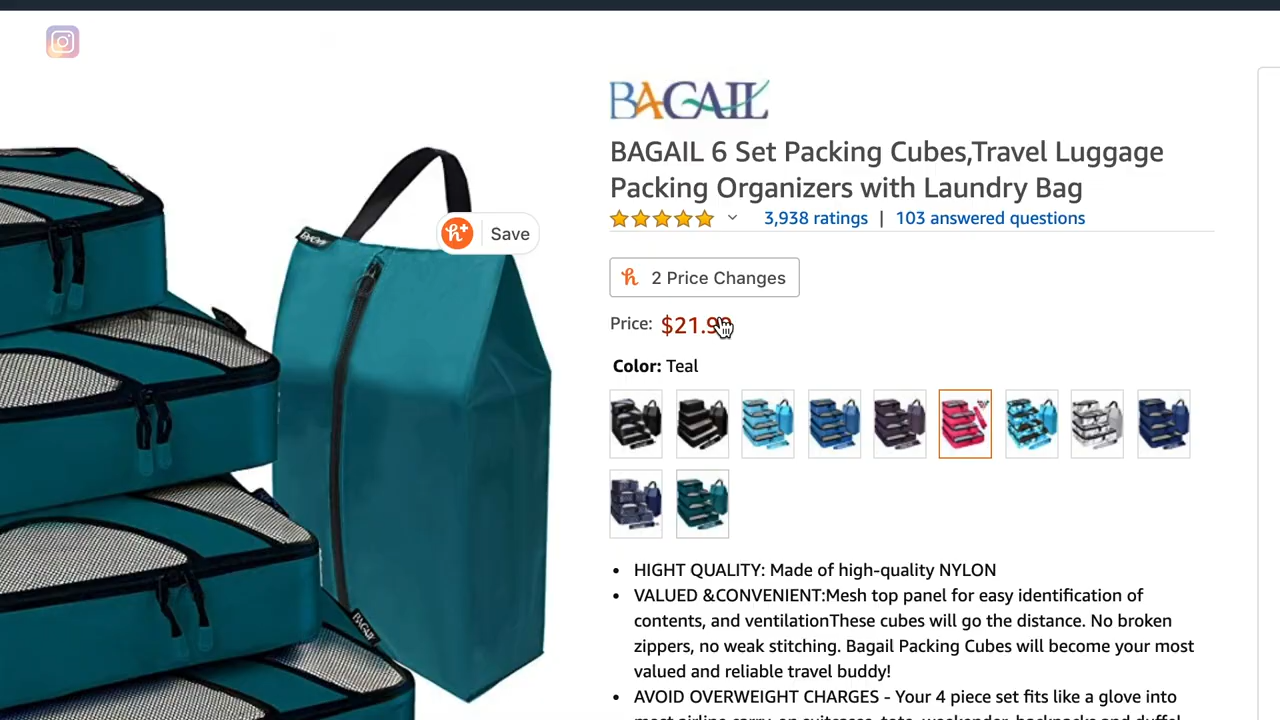 BAGAIL
BAGAIL 6 Set Packing Cubes,Travel Luggage
Packing Organizers with Laundry Bag
3,938 ratings | 103 answered questions
BAGAIL
h+ Save
h 2 Price Changes
Price: $21.9
Color: Teal
HIGHT QUALITY: Made of high-quality NYLON
VALUED &CONVENIENT:Mesh top panel for easy identification of
contents, and ventilationThese cubes will go the distance. No broken
zippers, no weak stitching. Bagail Packing Cubes will become your most
valued and reliable travel buddy!
BAGAIL
AVOID OVERWEIGHT CHARGES - Your 4 piece set fits like a glove into